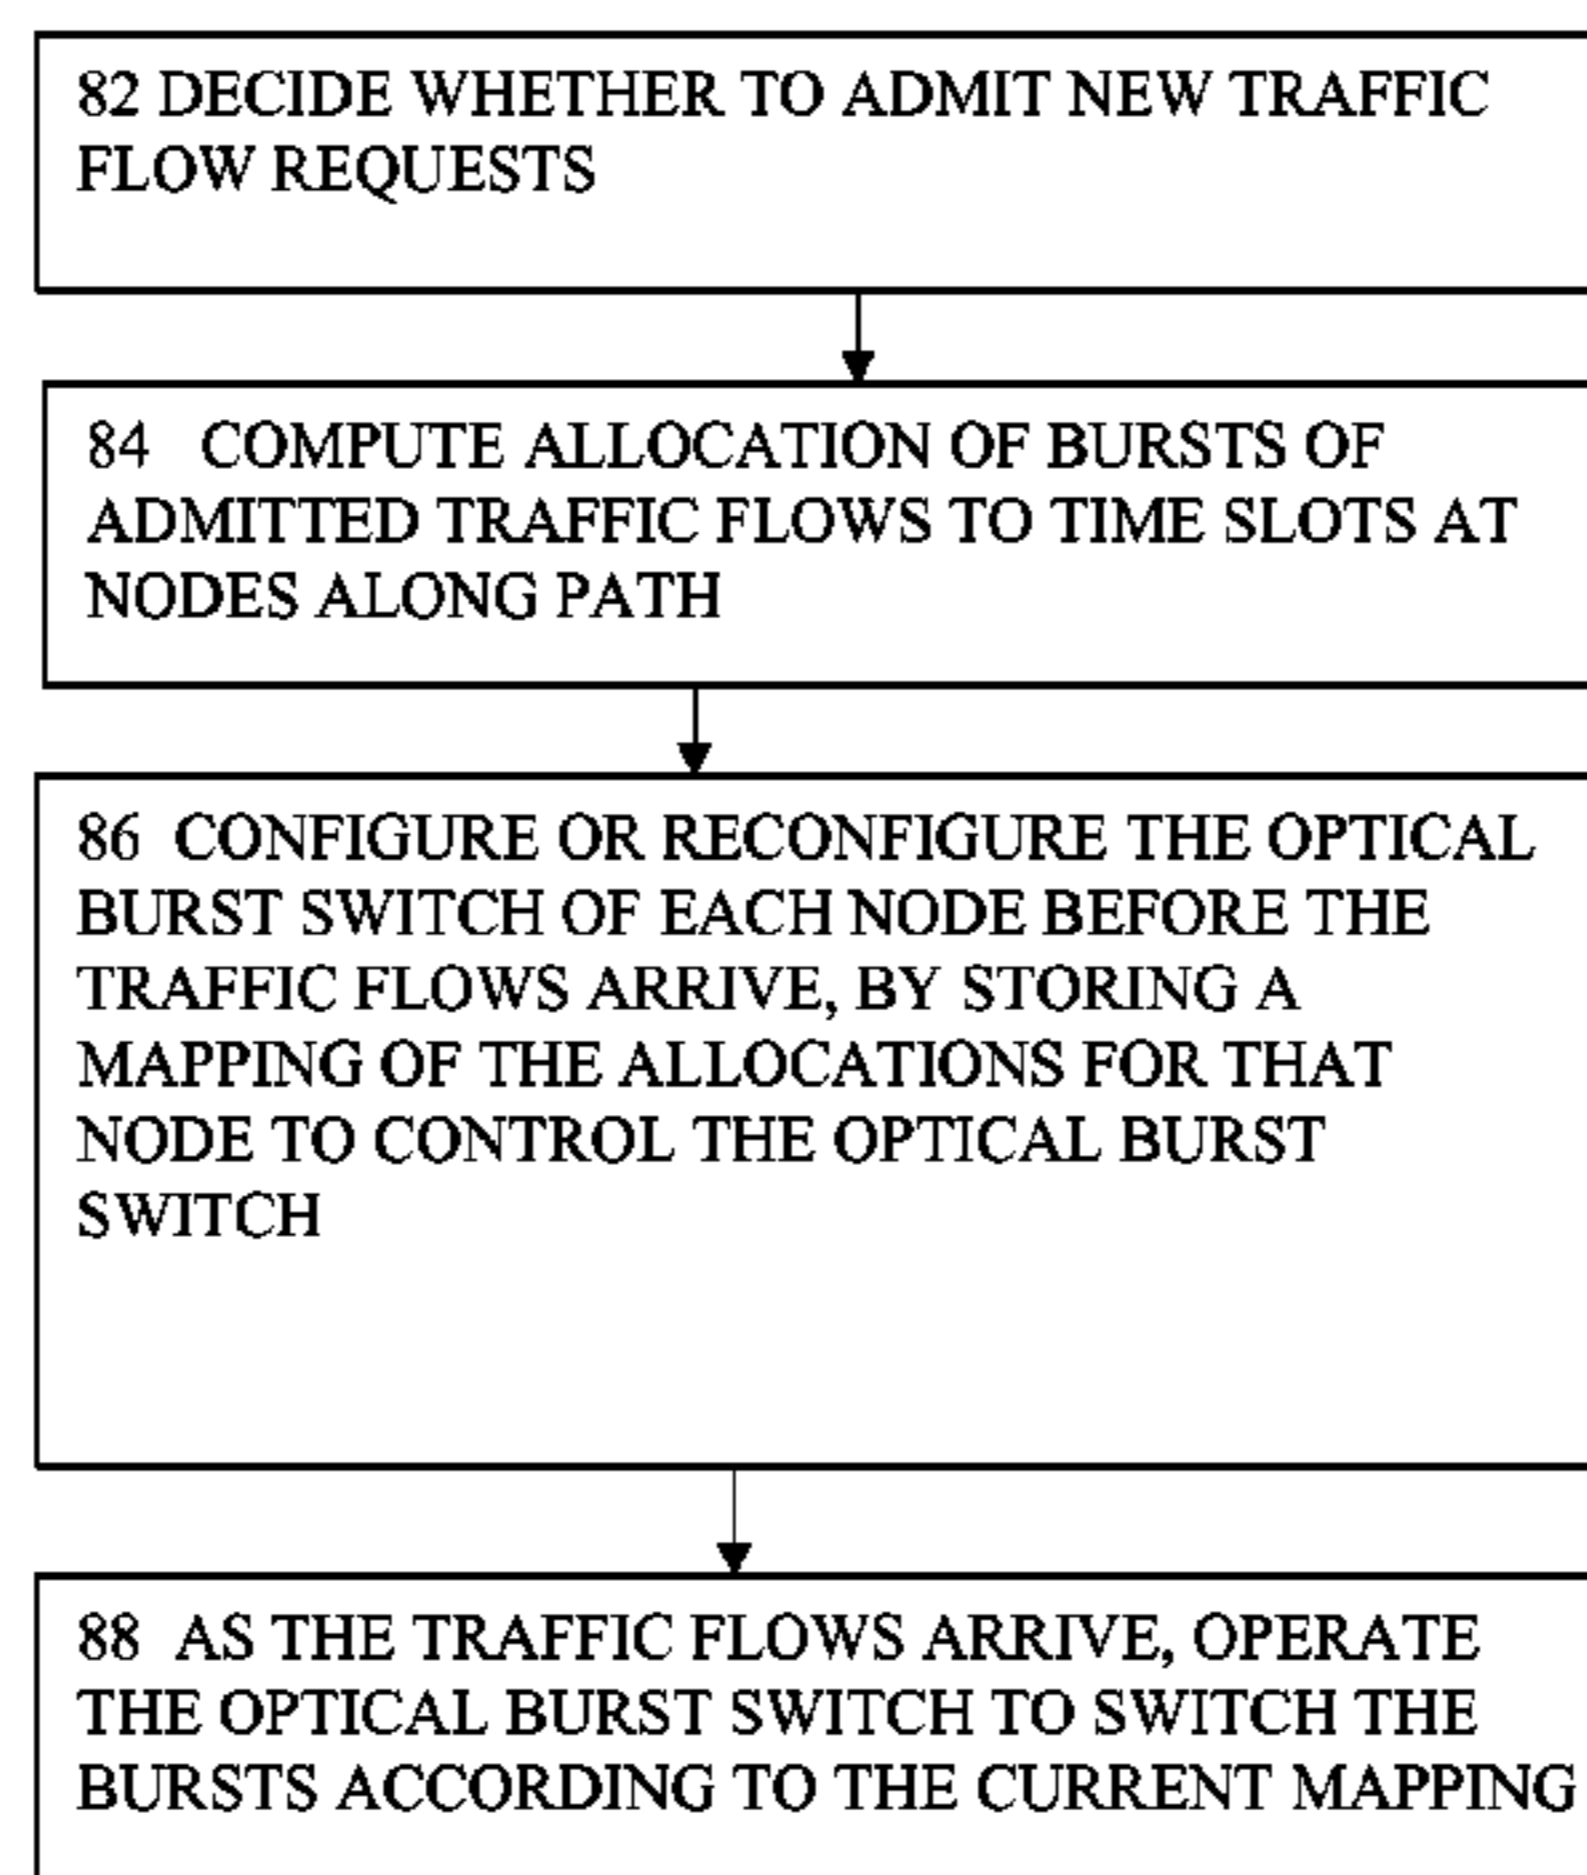 82 DECIDE WHETHER TO ADMIT NEW TRAFFIC
FLOW REQUESTS
84 COMPUTE ALLOCATION OF BURSTS OF
ADMITTED TRAFFIC FLOWS TO TIME SLOTS AT
NODES ALONG PATH
86 CONFIGURE OR RECONFIGURE THE OPTICAL
BURST SWITCH OF EACH NODE BEFORE THE
TRAFFIC FLOWS ARRIVE, BY STORING A
MAPPING OF THE ALLOCATIONS FOR THAT
NODE TO CONTROL THE OPTICAL BURST
SWITCH
88 AS THE TRAFFIC FLOWS ARRIVE, OPERATE
THE OPTICAL BURST SWITCH TO SWITCH THE
BURSTS ACCORDING TO THE CURRENT MAPPING